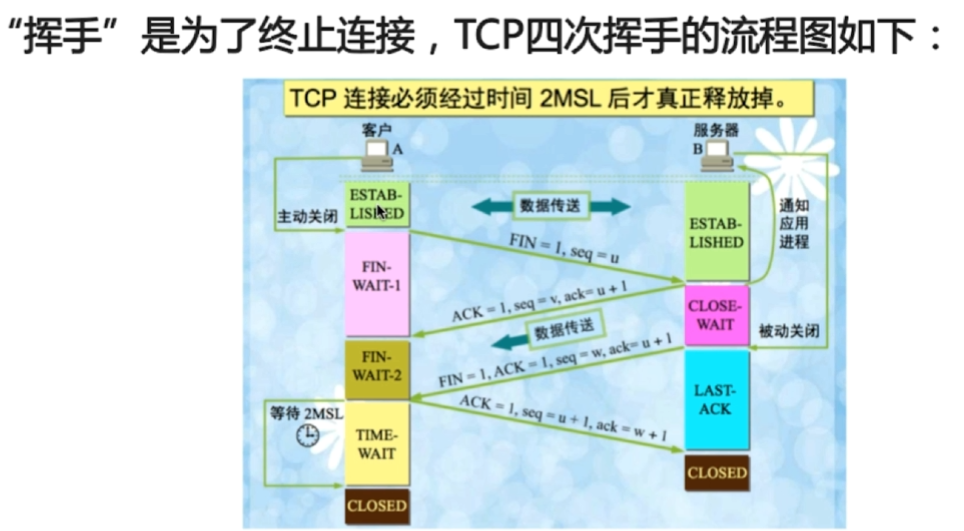 “挥手”是为了终止连接，TCP四次挥手的流程图如下：
TCP 连接必须经过时间 2MSL 后才真正释放掉。
客户
A
服务器
B
主动关闭
ESTAB-
LISHED
数据传送
ESTAB-
LISHED
通知
应用
进程
FIN = 1, seq = u
FIN-
WAIT-1
ACK = 1, seq = v, ack= u + 1
CLOSE-
WAIT
被动关闭
数据传送
FIN-
WAIT-2
FIN = 1, ACK = 1, seq = w, ack= u + 1
LAST-
ACK
ACK = 1, seq = u + 1, ack = w + 1
等待 2MSL
TIME-
WAIT
CLOSED
CLOSED